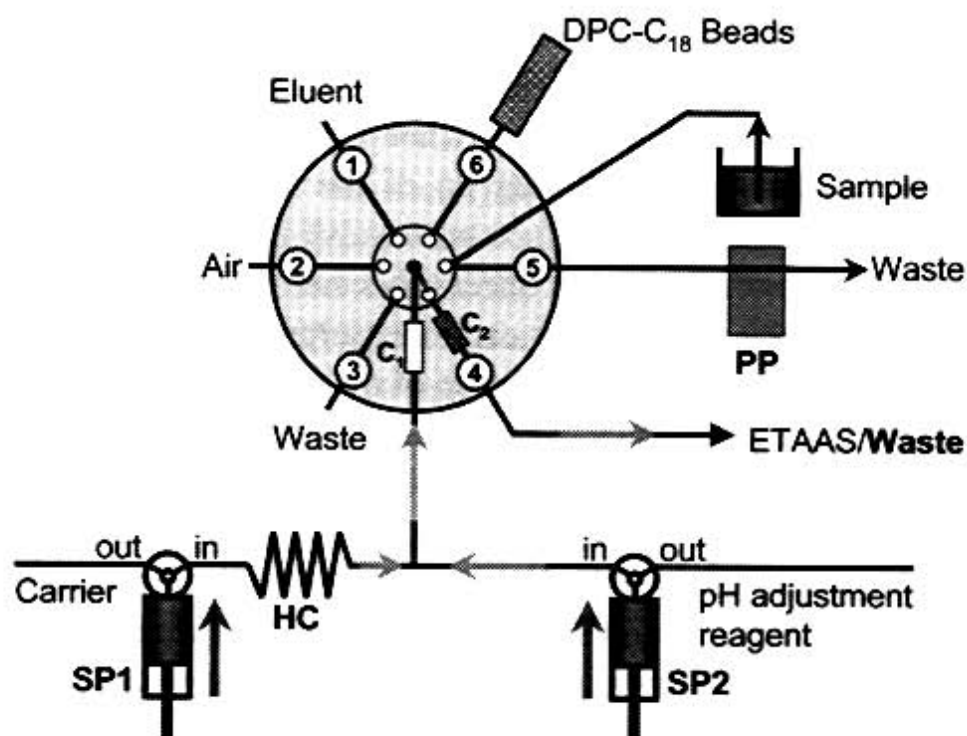 DPC-C₁₈ Beads
Eluent
1
6
Sample
Air
2
5
Waste
C₁
C₂
PP
3
4
Waste
ETAAS/Waste
out
in
in
out
Carrier
HC
pH adjustment
reagent
SP1
SP2